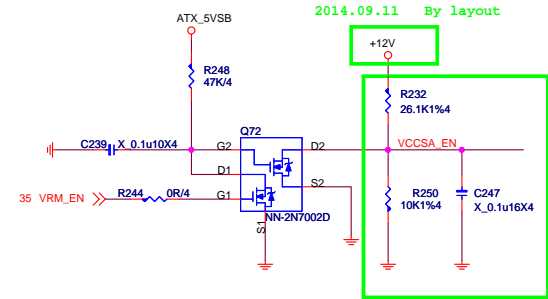 2014.09.11 By layout
ATX_5VSB
+12V
R248
47K/4
R232
26.1K1%4
Q72
C239 X_0.1u10X4
G2
D2
VCCSA_EN
D1
S2
35 VRM_EN
R244 0R/4
G1
R250
10K1%4
C247
X_0.1u16X4
NN-2N7002D
S1